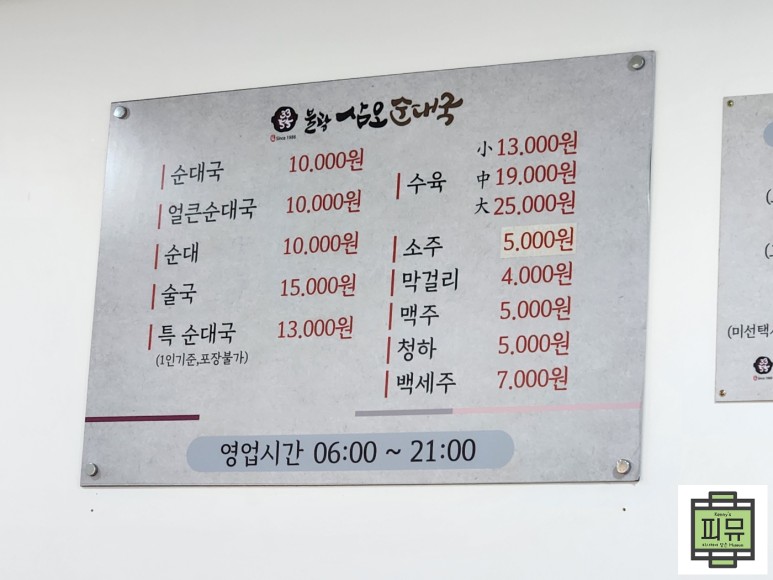 불광 삼오순대국
Since 1988
순대국 10.000원
얼큰순대국 10.000원
순대 10.000원
술국 15.000원
특 순대국 13.000원
(1인기준,포장불가)
수육 小 13.000원
中 19.000원
大 25.000원
소주 5.000원
막걸리 4.000원
맥주 5.000원
청하 5.000원
백세주 7.000원
영업시간 06:00 ~ 21:00
(미선택시
Kenny's
피뮤